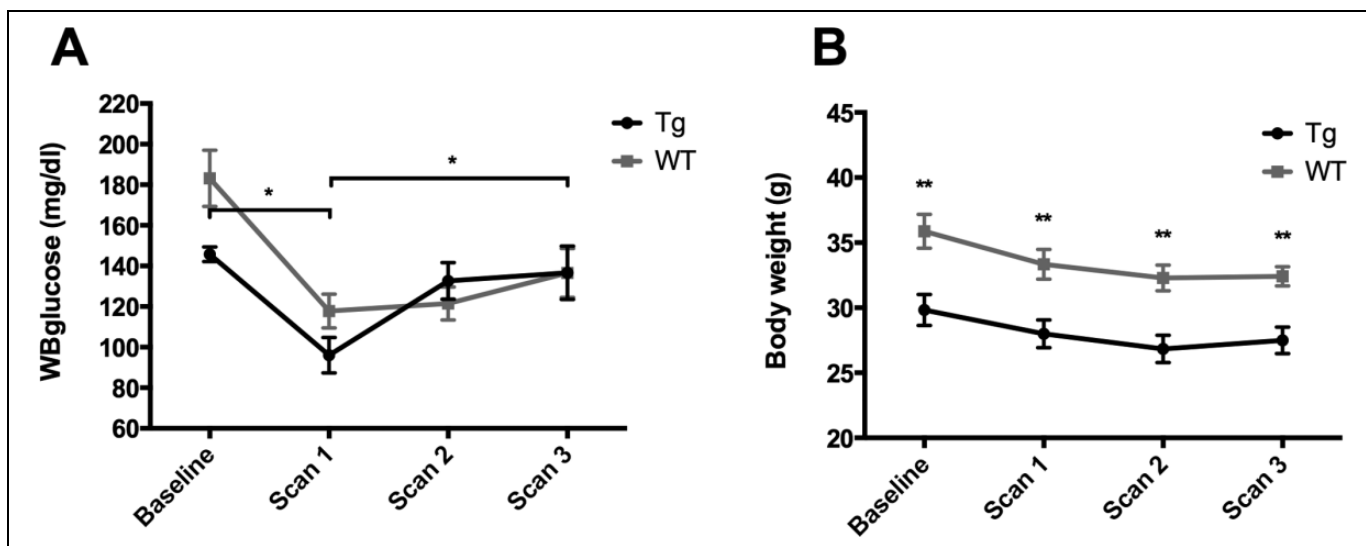 A
WBglucose (mg/dl)
220
200
180
160
140
120
100
80
60
*
*
Tg
WT
Baseline
Scan 1
Scan 2
Scan 3
B
Body weight (g)
45
40
35
30
25
20
**
**
**
**
Tg
WT
Baseline
Scan 1
Scan 2
Scan 3